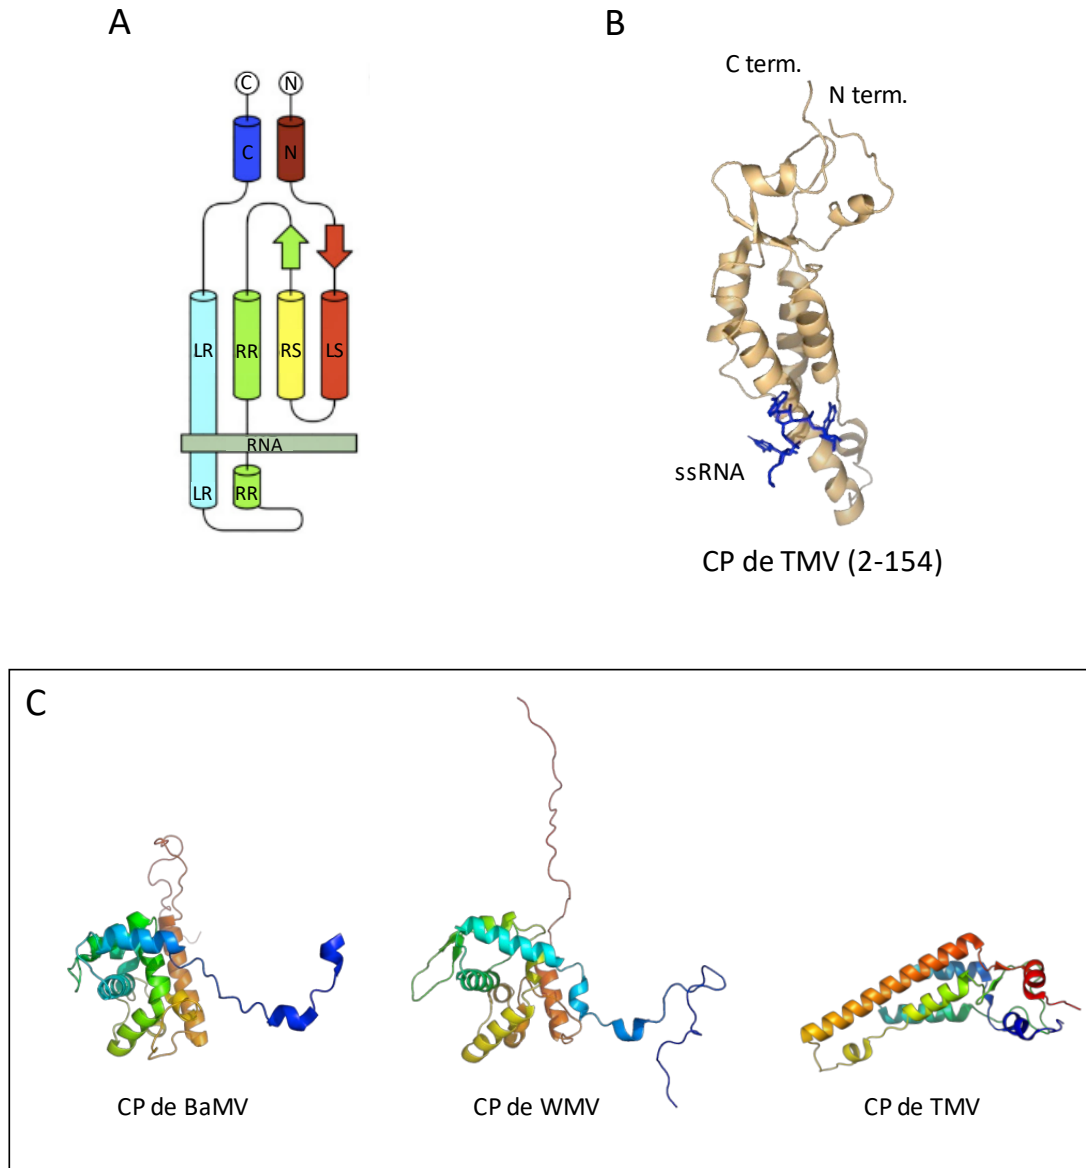 A
B
C N
C N
LR RR RS LS
RNA
LR RR
C term.
N term.
ssRNA
CP de TMV (2-154)
C
CP de BaMV
CP de WMV
CP de TMV